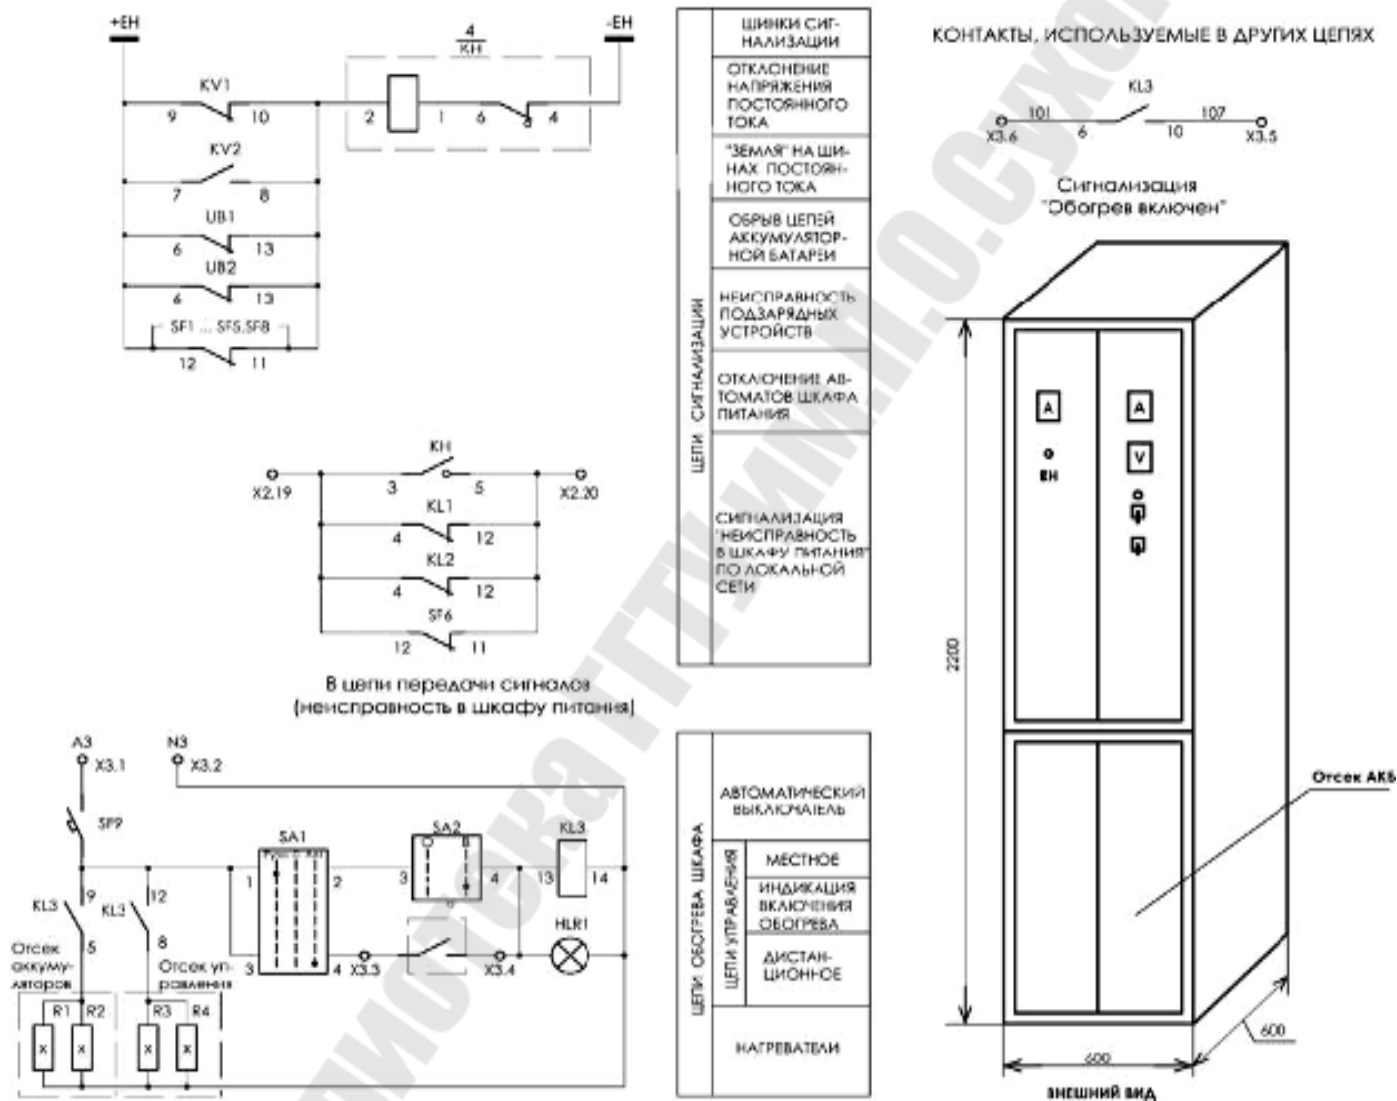 +EH
-EH
4
KH
KV1
9
10
2
1
6
4
KV2
7
8
UB1
6
13
UB2
6
13
SF1 ... SF5,SF8
12
11
KH
X2.19
3
5
X2.20
KL1
4
12
KL2
4
12
SF6
12
11
В цепи передачи сигналов
(неисправность в шкафу питания)
ЦЕПИ СИГНАЛИЗАЦИИ
ШИНКИ СИГ-
НАЛИЗАЦИИ
ОТКЛОНЕНИЕ
НАПРЯЖЕНИЯ
ПОСТОЯННОГО
ТОКА
"ЗЕМЛЯ" НА ШИ-
НАХ ПОСТОЯН-
НОГО ТОКА
ОБРЫВ ЦЕПЕЙ
АККУМУЛЯТОР-
НОЙ БАТАРЕИ
НЕИСПРАВНОСТЬ
ПОДЗАРЯДНЫХ
УСТРОЙСТВ
ОТКЛЮЧЕНИЕ АВ-
ТОМАТОВ ШКАФА
ПИТАНИЯ
СИГНАЛИЗАЦИЯ
"НЕИСПРАВНОСТЬ
В ШКАФУ ПИТАНИЯ"
ПО ЛОКАЛЬНОЙ
СЕТИ
КОНТАКТЫ, ИСПОЛЬЗУЕМЫЕ В ДРУГИХ ЦЕПЯХ
KL3
101
107
X3.6
6
10
X3.5
Сигнализация
"Обогрев включен"
A
A
V
EH
2200
Отсек АКБ
600
600
ВНЕШНИЙ ВИД
A3
X3.1
N3
X3.2
SF9
SA1
1
2
3
4
SA2
3
4
KL3
13
14
X3.3
X3.4
HLR1
KL3
9
5
KL3
12
8
Отсек
аккуму-
ляторов
Отсек уп-
равления
R1
R2
R3
R4
x
x
x
x
ЦЕПИ ОБОГРЕВА ШКАФА
АВТОМАТИЧЕСКИЙ
ВЫКЛЮЧАТЕЛЬ
ЦЕПИ УПРАВЛЕНИЯ
МЕСТНОЕ
ИНДИКАЦИЯ
ВКЛЮЧЕНИЯ
ОБОГРЕВА
ДИСТАН-
ЦИОННОЕ
НАГРЕВАТЕЛИ
ГГТУ ИМ.П.О.Сухо